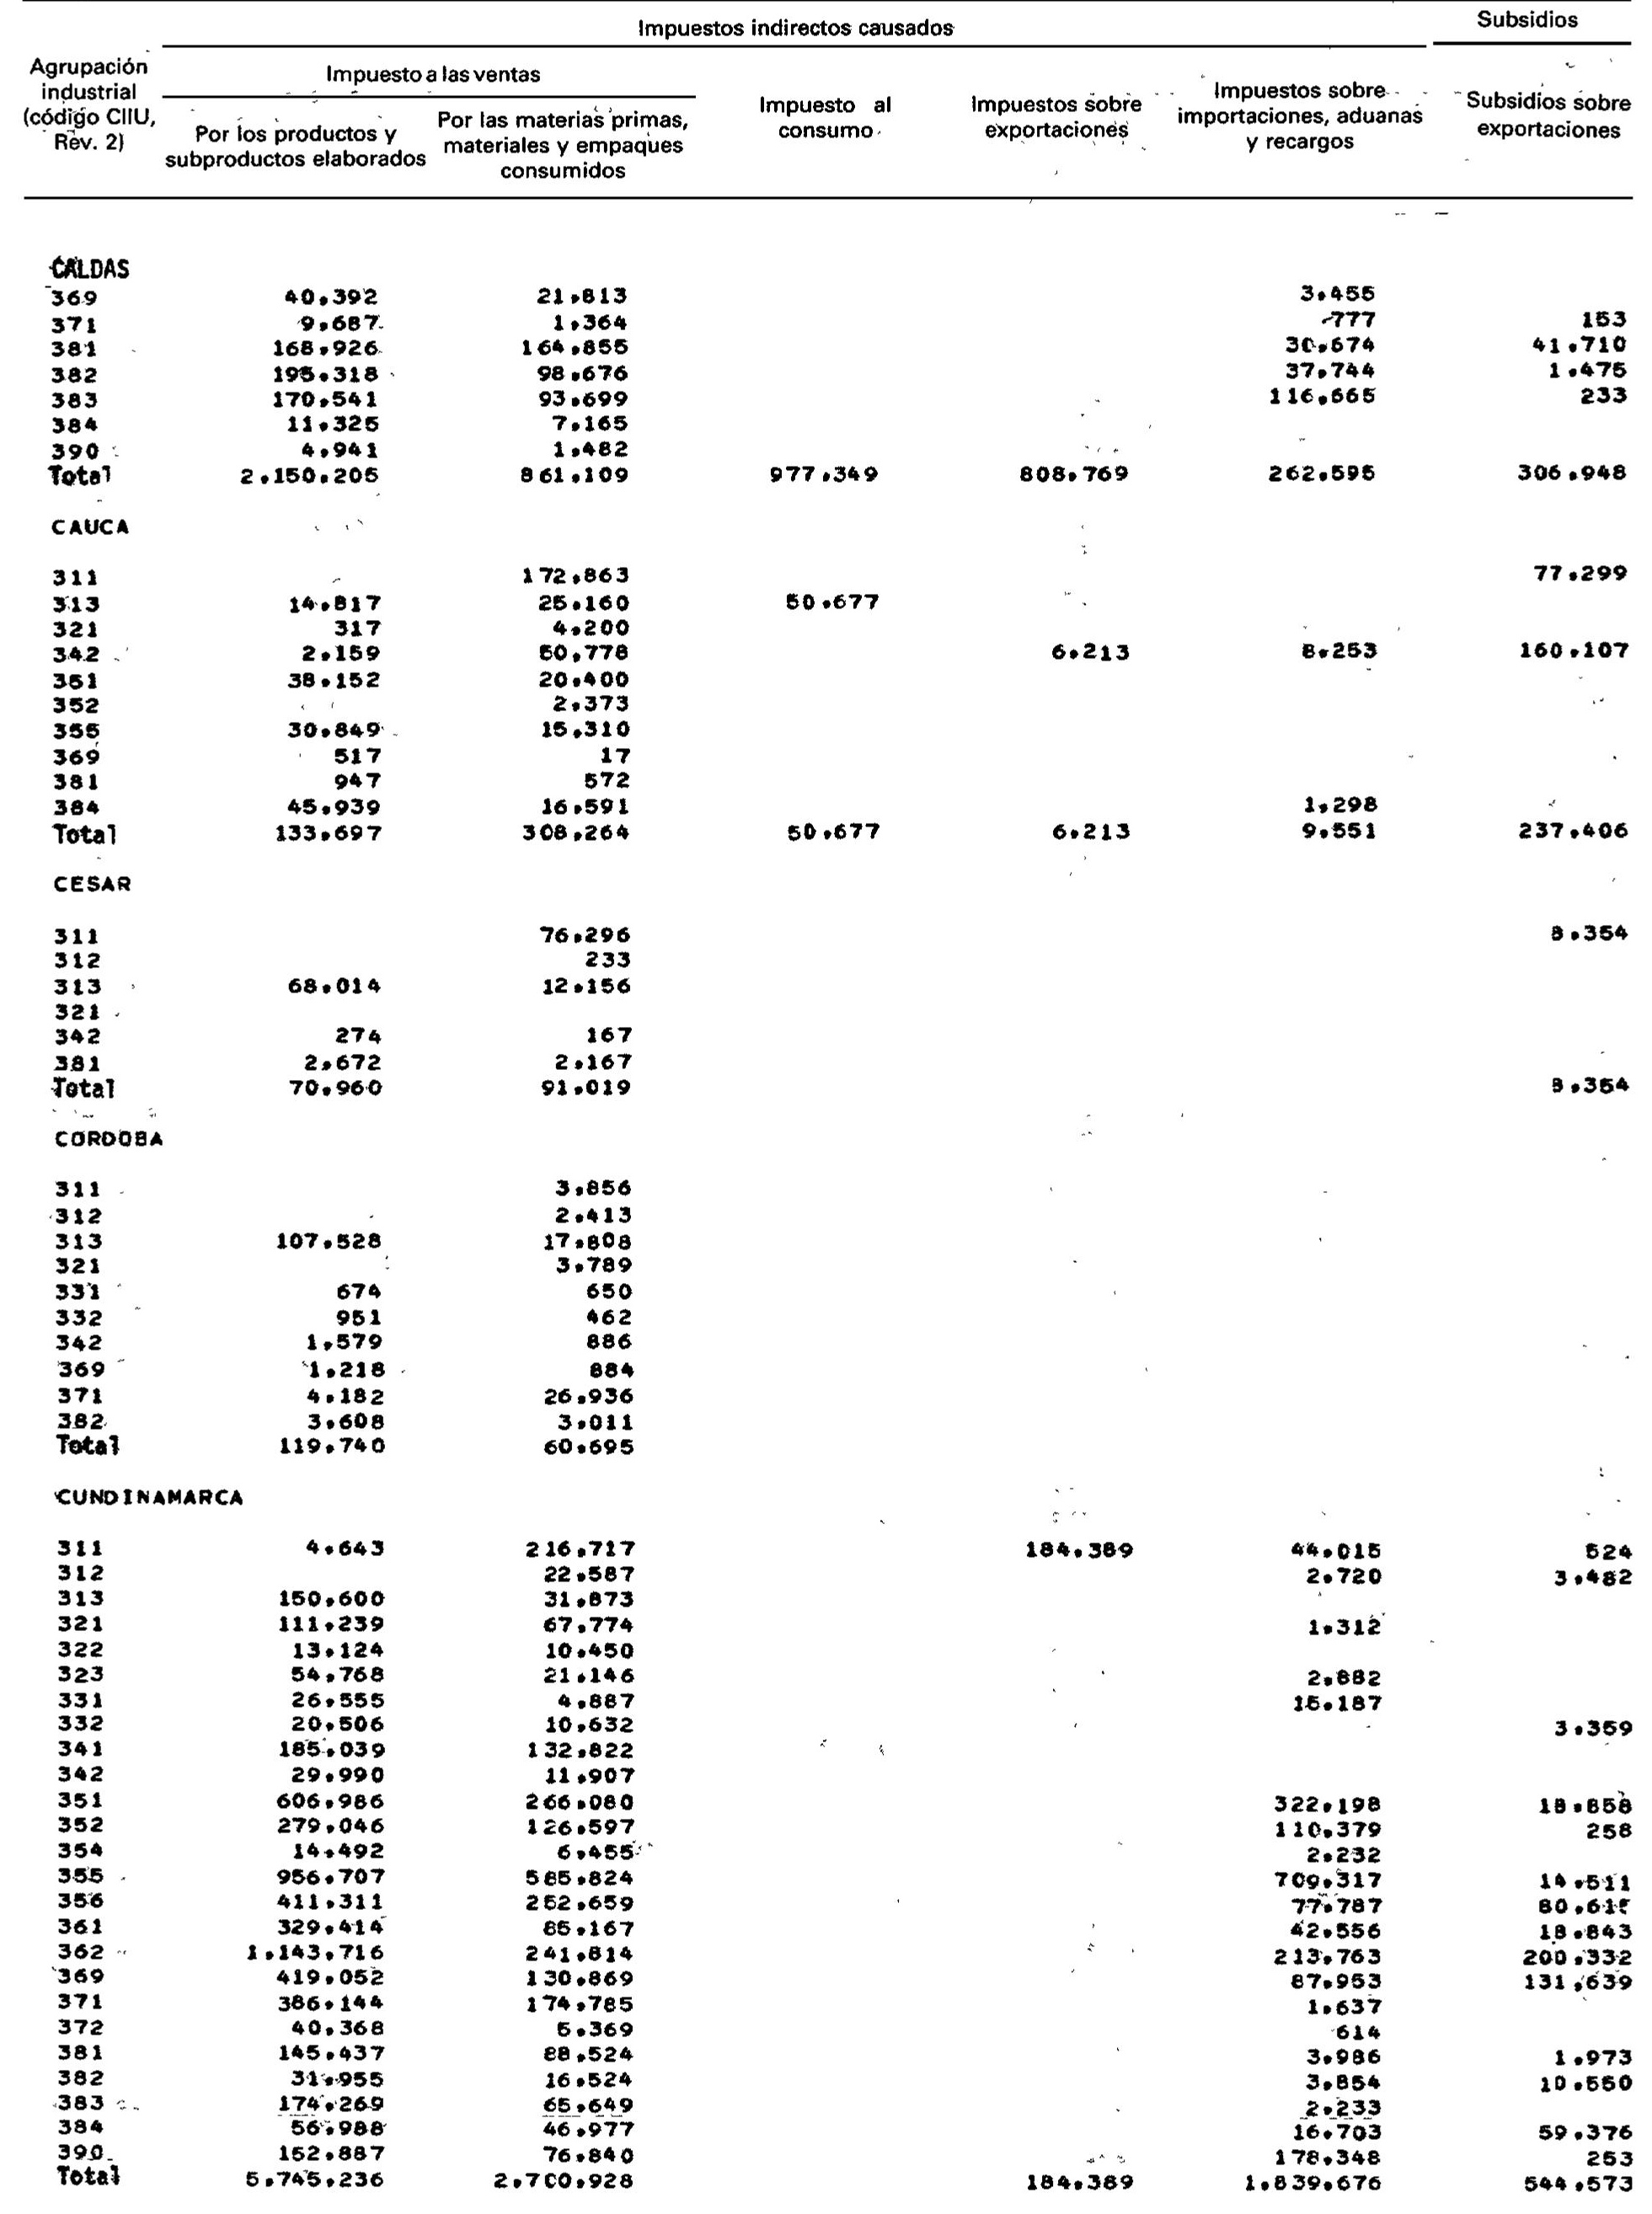 Impuestos indirectos causados Subsidios
Agrupación industrial (código CIIU, Rev. 2) Impuesto a las ventas Impuesto al consumo Impuestos sobre exportaciones Impuestos sobre importaciones, aduanas y recargos Subsidios sobre exportaciones
Por los productos y subproductos elaborados Por las materias primas, materiales y empaques consumidos
CALDAS
369 40.392 21.813 3.455
371 9.687 1.364 777 153
381 168.926 164.855 30.674 41.710
382 195.318 98.676 37.744 1.475
383 170.541 93.699 116.665 233
384 11.325 7.165
390 4.941 1.482
Total 2.150.205 861.109 977.349 808.769 262.595 306.948
CAUCA
311 172.863 77.299
313 14.817 25.160 50.677
321 317 4.200
342 2.159 50.778 6.213 8.253 160.107
351 38.152 20.400
352 2.373
355 30.849 15.310
369 517 17
381 947 572
384 45.939 16.591 1.298
Total 133.697 308.264 50.677 6.213 9.551 237.406
CESAR
311 76.296 8.354
312 233
313 68.014 12.156
321
342 274 167
381 2.672 2.167
Total 70.960 91.019 8.354
CORDOBA
311 3.856
312 2.413
313 107.528 17.808
321 3.789
331 674 650
332 951 462
342 1.579 886
369 1.218 884
371 4.182 26.936
382 3.608 3.011
Total 119.740 60.695
CUNDINAMARCA
311 4.643 216.717 184.389 44.015 524
312 22.587 2.720 3.482
313 150.600 31.873
321 111.239 67.774 1.312
322 13.124 10.450
323 54.768 21.146 2.882
331 26.555 4.887 15.187
332 20.506 10.632 3.359
341 185.039 132.822
342 29.990 11.907
351 606.986 266.080 322.198 18.858
352 279.046 126.597 110.379 258
354 14.492 6.455 2.232
355 956.707 585.824 709.317 14.511
356 411.311 252.659 77.787
361 329.414 85.167 42.556 18.843
362 1.143.716 241.814 213.763 200.332
369 419.052 130.869 87.953 131.639
371 386.144 174.785 1.637
372 40.368 5.369 614
381 145.437 88.524 3.986 1.973
382 31.955 16.524 3.854 10.550
383 174.269 65.649 2.233
384 56.988 46.977 16.703 59.376
390 152.887 76.840 178.348 253
Total 5.745.236 2.700.928 184.389 1.839.676 544.573